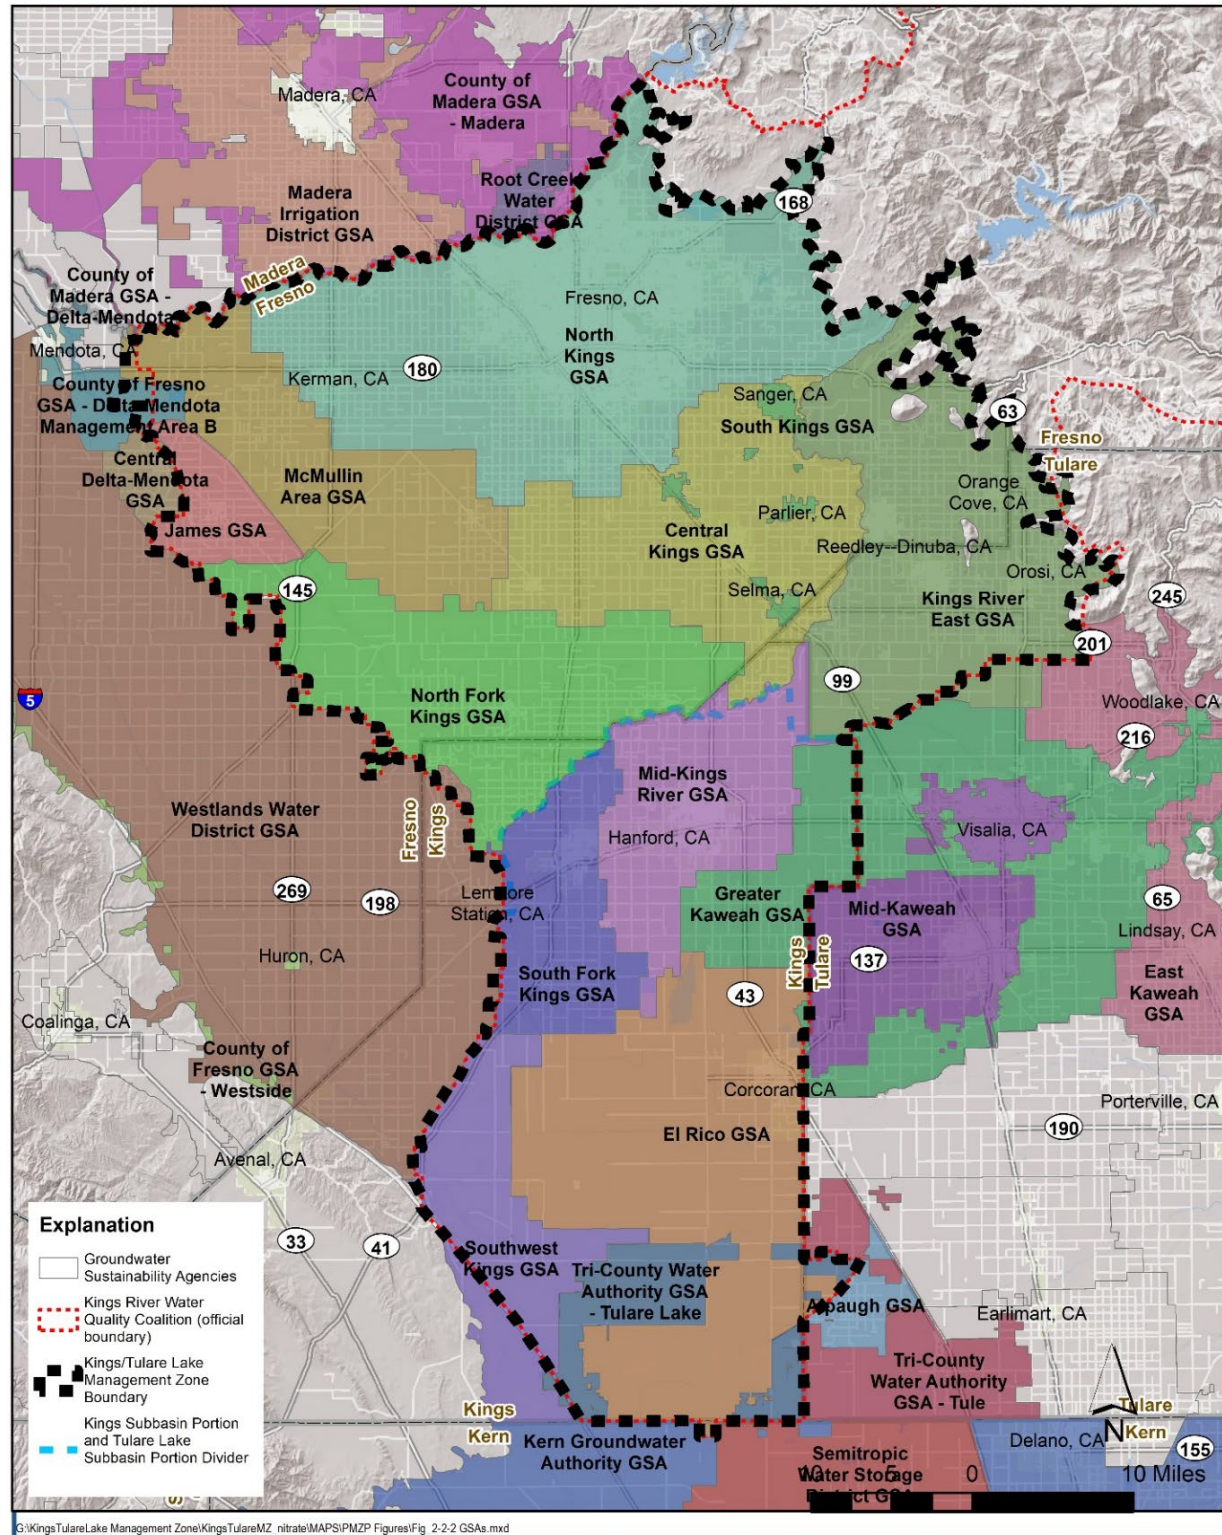 Madera, CA
County of
Madera GSA
- Madera
Root Creek
Water
District GSA
168
Madera
Irrigation
District GSA
County of
Madera GSA -
Delta-Mendota
Madera
Fresno
Fresno, CA
North
Kings
GSA
Mendota, CA
180
Kerman, CA
County of Fresno
GSA - Delta-Mendota
Management Area B
Sanger, CA
South Kings GSA
63
Fresno
Tulare
Central
Delta-Mendota
GSA
McMullin
Area GSA
Orange
Cove, CA
Parlier, CA
James GSA
Central
Kings GSA
Reedley--Dinuba, CA
Orosi, CA
145
Selma, CA
Kings River
East GSA
245
201
5
North Fork
Kings GSA
99
Woodlake, CA
216
Mid-Kings
River GSA
Westlands Water
District GSA
Fresno
Kings
Hanford, CA
Visalia, CA
269
198
Lemoore
Station, CA
Greater
Kaweah GSA
Mid-Kaweah
GSA
65
Lindsay, CA
Huron, CA
Kings
Tulare
137
South Fork
Kings GSA
43
East
Kaweah
GSA
Coalinga, CA
County of
Fresno GSA
- Westside
Corcoran, CA
Porterville, CA
El Rico GSA
190
Avenal, CA
33
41
Southwest
Kings GSA
Tri-County Water
Authority GSA
- Tulare Lake
Alpaugh GSA
Earlimart, CA
Tri-County
Water Authority
GSA - Tule
Kings
Kern
Tulare
Kern
N
Kern Groundwater
Authority GSA
Delano, CA
155
Semitropic
Water Storage
District GSA
10 5 0 10 Miles
Explanation
Groundwater
Sustainability Agencies
Kings River Water
Quality Coalition (official
boundary)
Kings/Tulare Lake
Management Zone
Boundary
Kings Subbasin Portion
and Tulare Lake
Subbasin Portion Divider
G:\KingsTulareLake Management Zone\KingsTulareMZ_nitrate\MAPS\PMZP Figures\Fig_2-2-2 GSAs.mxd